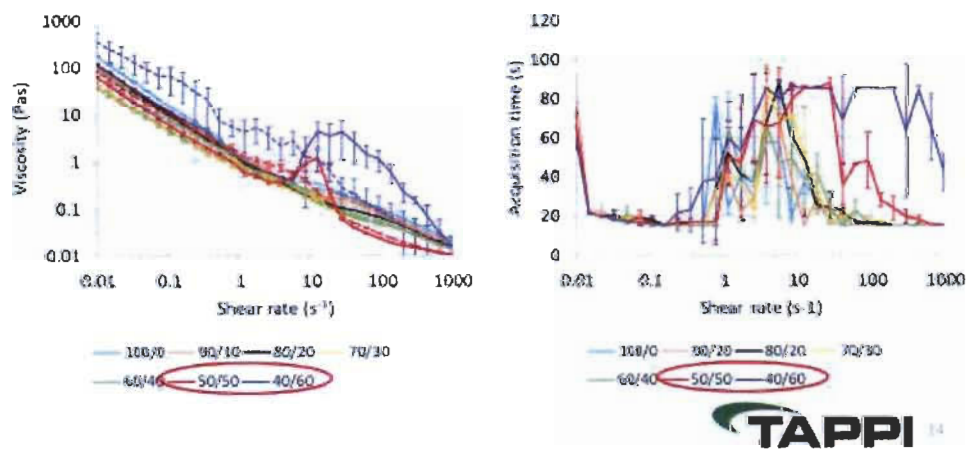 1000
100
10
1
0.1
0.01
Viscosity (Pas)
0.01 0.1 1 10 100 1000
Shear rate (s⁻¹)
100/0 90/10 80/20 70/30
60/40 50/50 40/60
120
100
80
60
40
20
0
Acquisition time (s)
0.01 0.1 1 10 100 1000
Shear rate (s-1)
100/0 90/20 80/20 70/30
60/40 50/50 40/60
TAPPI